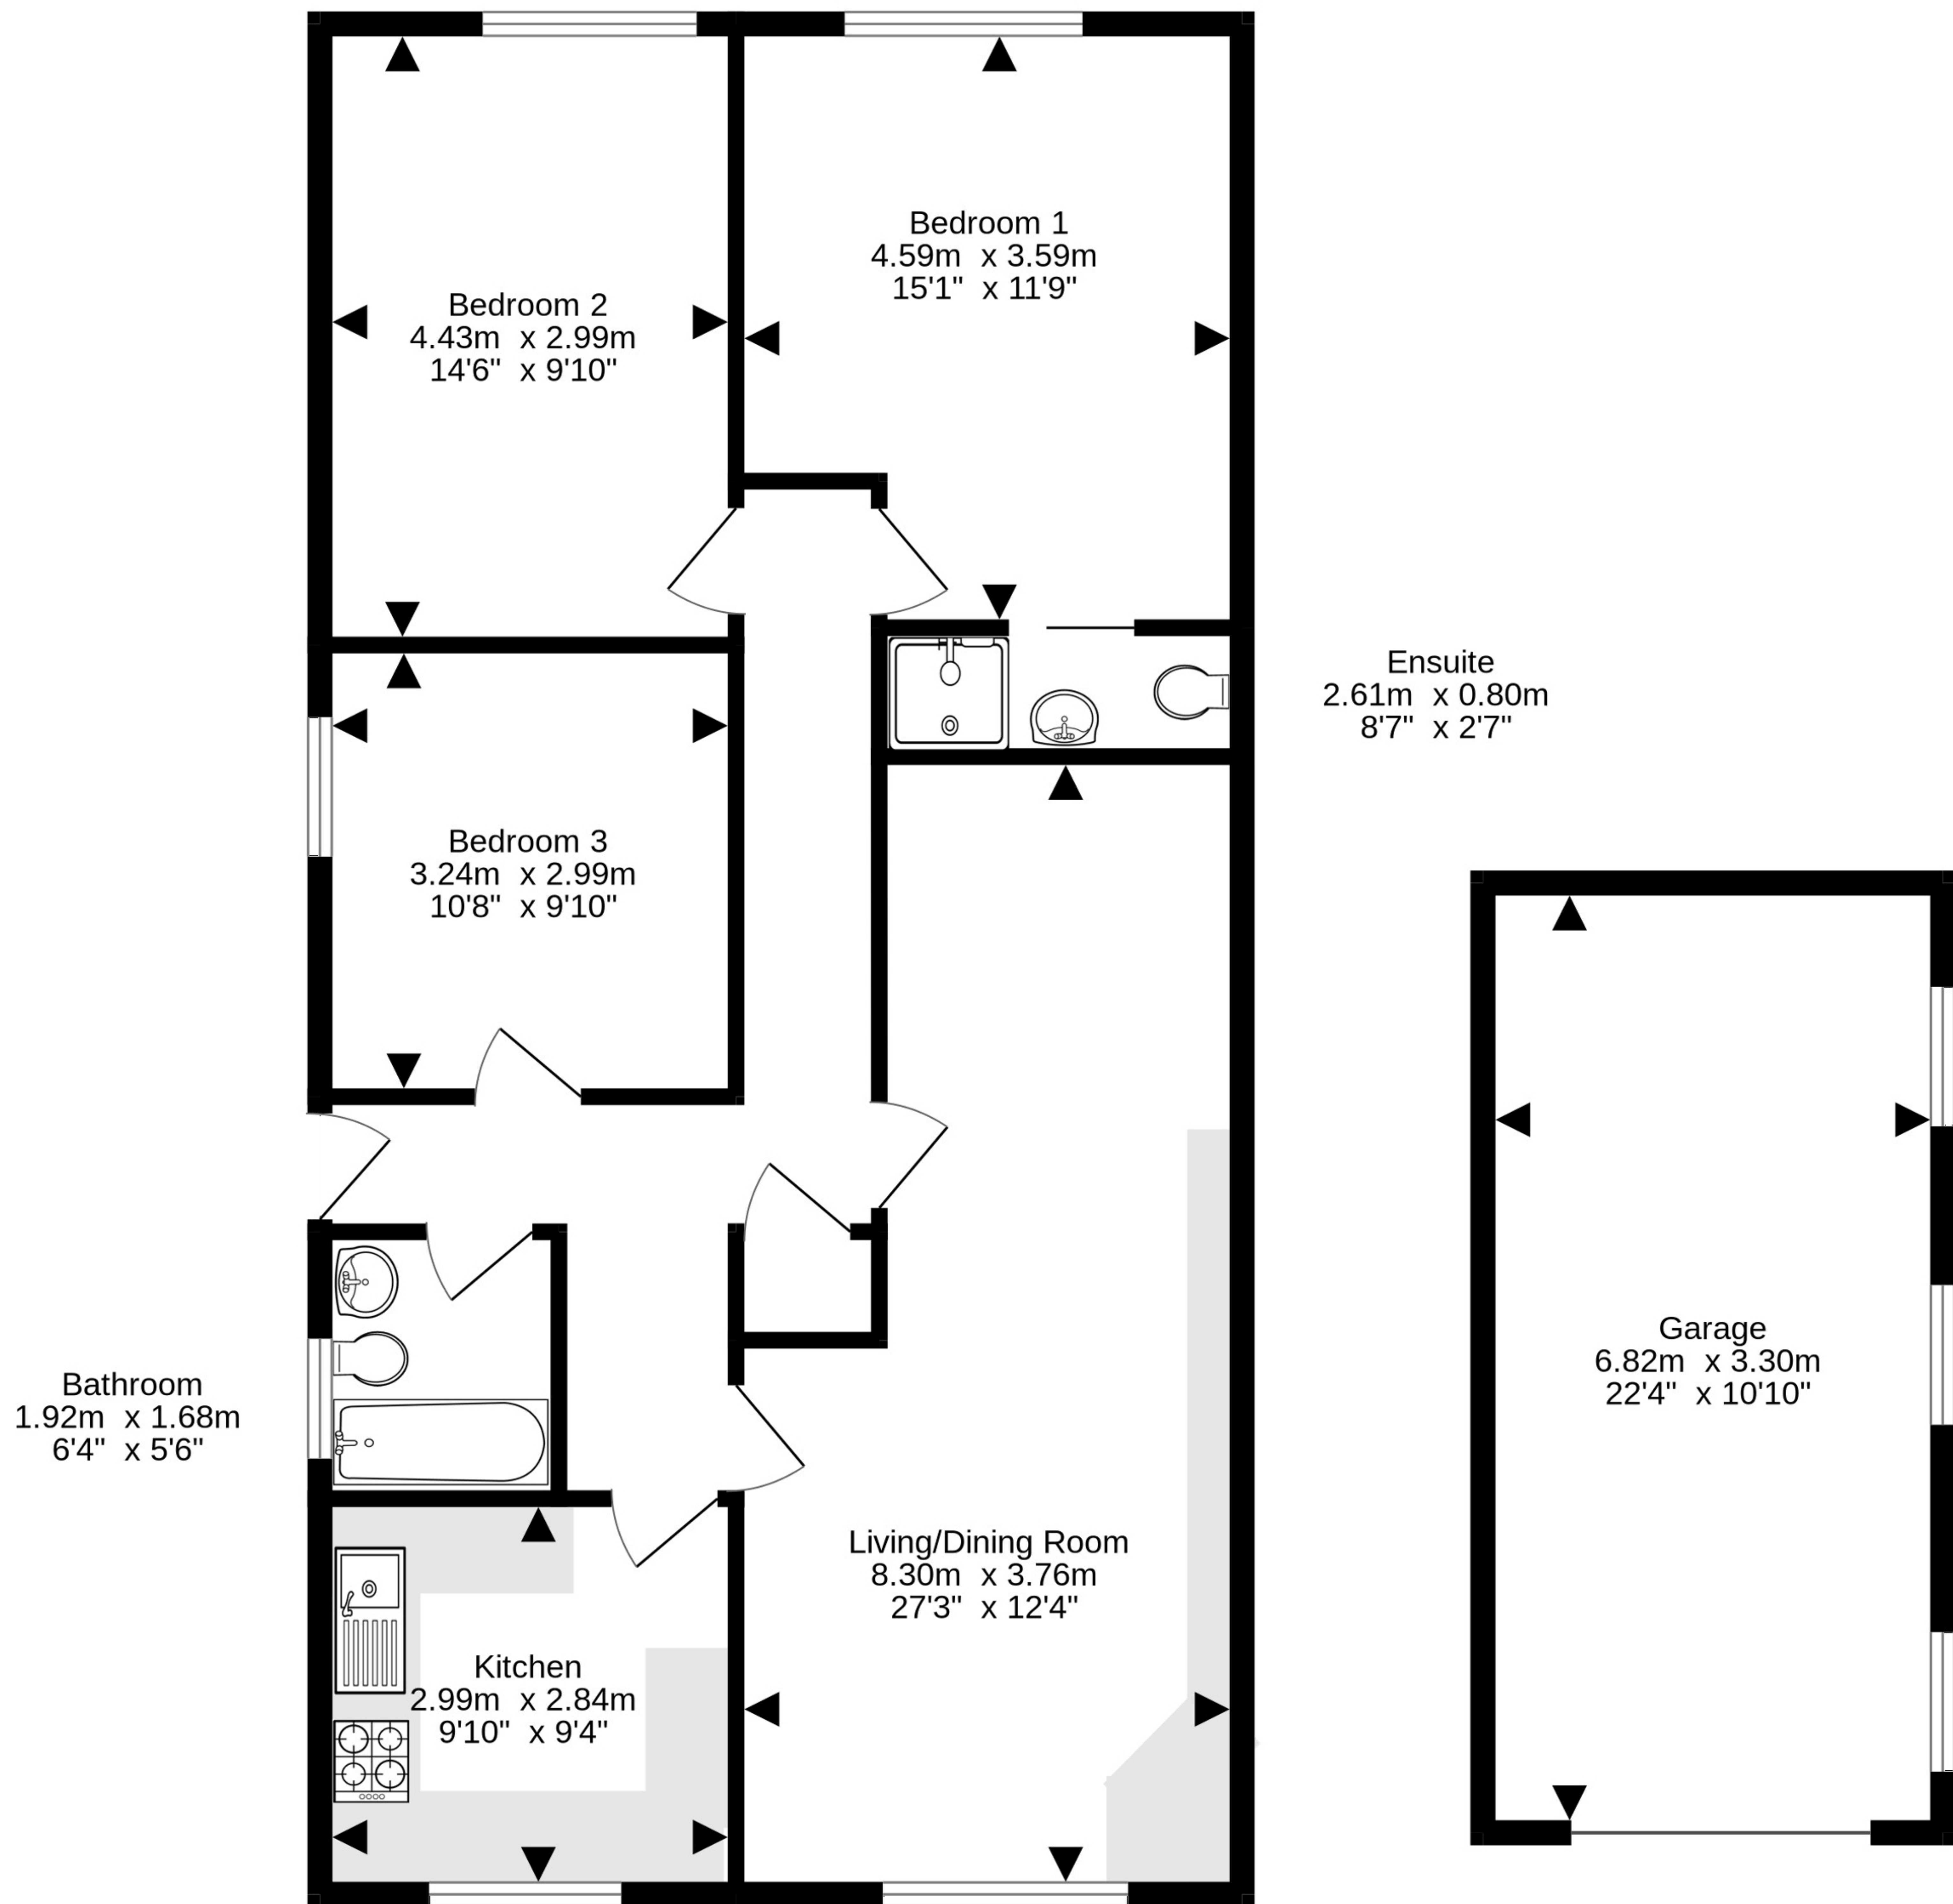 Bedroom 1
4.59m x 3.59m
15'1" x 11'9"
Bedroom 2
4.43m x 2.99m
14'6" x 9'10"
Ensuite
2.61m x 0.80m
8'7" x 2'7"
Bedroom 3
3.24m x 2.99m
10'8" x 9'10"
Garage
6.82m x 3.30m
22'4" x 10'10"
Bathroom
1.92m x 1.68m
6'4" x 5'6"
Living/Dining Room
8.30m x 3.76m
27'3" x 12'4"
Kitchen
2.99m x 2.84m
9'10" x 9'4"